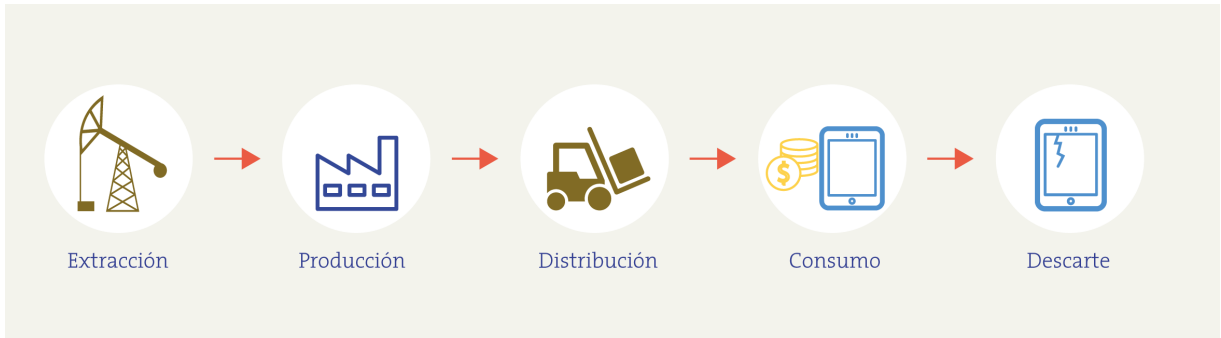 Extracción
Producción
Distribución
Consumo
Descarte
$